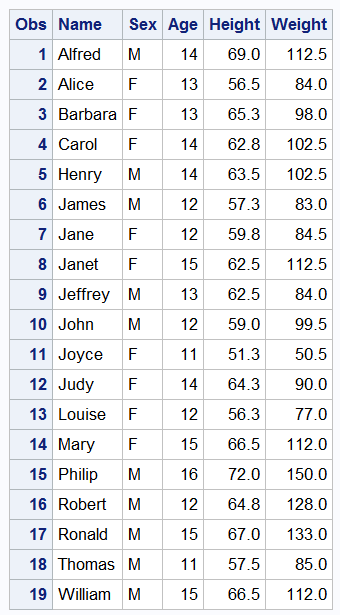 Obs Name Sex Age Height Weight
1 Alfred M 14 69.0 112.5
2 Alice F 13 56.5 84.0
3 Barbara F 13 65.3 98.0
4 Carol F 14 62.8 102.5
5 Henry M 14 63.5 102.5
6 James M 12 57.3 83.0
7 Jane F 12 59.8 84.5
8 Janet F 15 62.5 112.5
9 Jeffrey M 13 62.5 84.0
10 John M 12 59.0 99.5
11 Joyce F 11 51.3 50.5
12 Judy F 14 64.3 90.0
13 Louise F 12 56.3 77.0
14 Mary F 15 66.5 112.0
15 Philip M 16 72.0 150.0
16 Robert M 12 64.8 128.0
17 Ronald M 15 67.0 133.0
18 Thomas M 11 57.5 85.0
19 William M 15 66.5 112.0